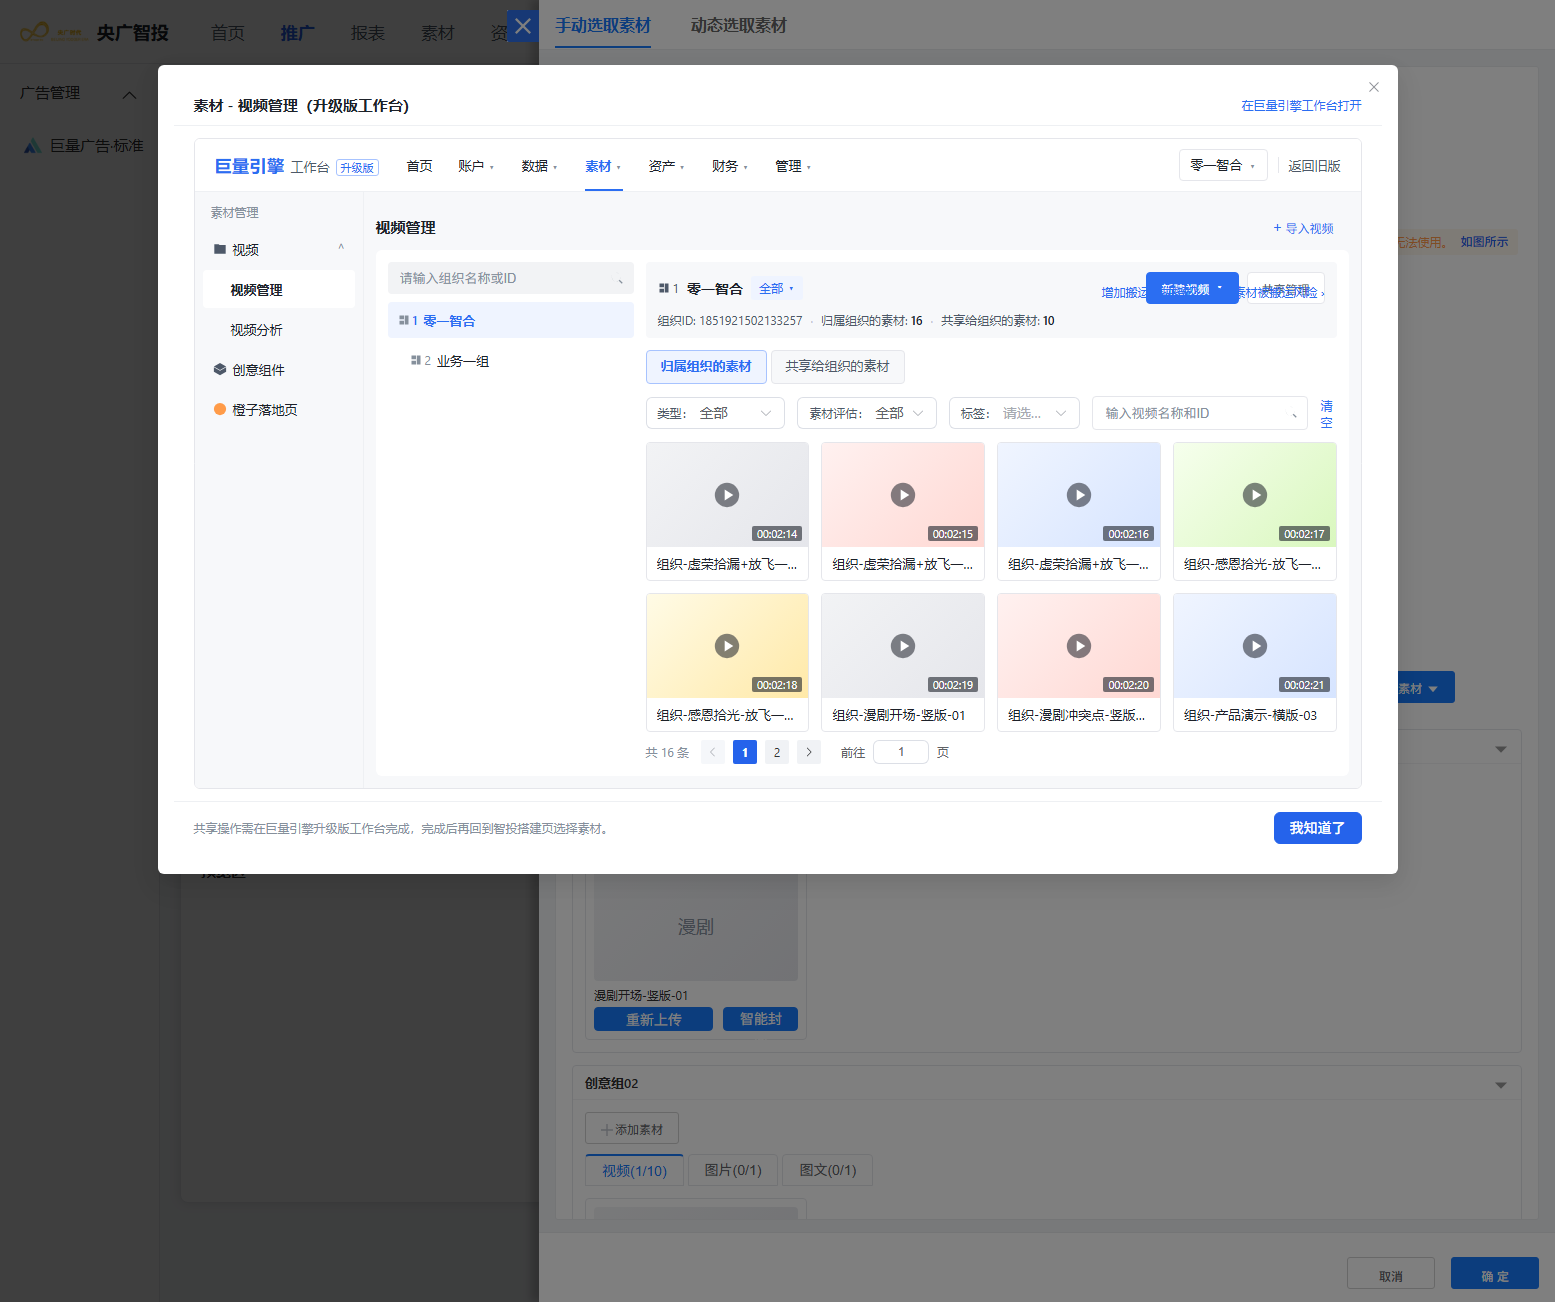 央广智投 首页 推广 报表 素材 资
手动选取素材 动态选取素材
广告管理
巨量广告·标准
素材 - 视频管理（升级版工作台）
在巨量引擎工作台打开
巨量引擎 工作台 升级版 首页 账户 数据 素材 资产 财务 管理 零一智合 返回旧版
素材管理
视频
视频管理
视频分析
创意组件
橙子落地页
视频管理
+ 导入视频
请输入组织名称或ID
1 零一智合
2 业务一组
1 零一智合 全部
增加搬运 新建视频 素材被搬运风险 ›
共享管理
组织ID: 1851921502133257 · 归属组织的素材: 16 · 共享给组织的素材: 10
归属组织的素材 共享给组织的素材
类型： 全部 素材评估： 全部 标签： 请选... 输入视频名称和ID 清空
00:02:14 00:02:15 00:02:16 00:02:17
组织-虚荣拾漏+放飞一... 组织-虚荣拾漏+放飞一... 组织-虚荣拾漏+放飞一... 组织-感恩拾光-放飞一...
00:02:18 00:02:19 00:02:20 00:02:21
组织-感恩拾光-放飞一... 组织-漫剧开场-竖版-01 组织-漫剧冲突点-竖版... 组织-产品演示-横版-03
共 16 条 1 2 前往 1 页
共享操作需在巨量引擎升级版工作台完成，完成后再回到智投搭建页选择素材。
我知道了
无法使用。 如图所示
素材
漫剧
漫剧开场-竖版-01
重新上传 智能封
创意组02
添加素材
视频(1/10) 图片(0/1) 图文(0/1)
取消 确 定